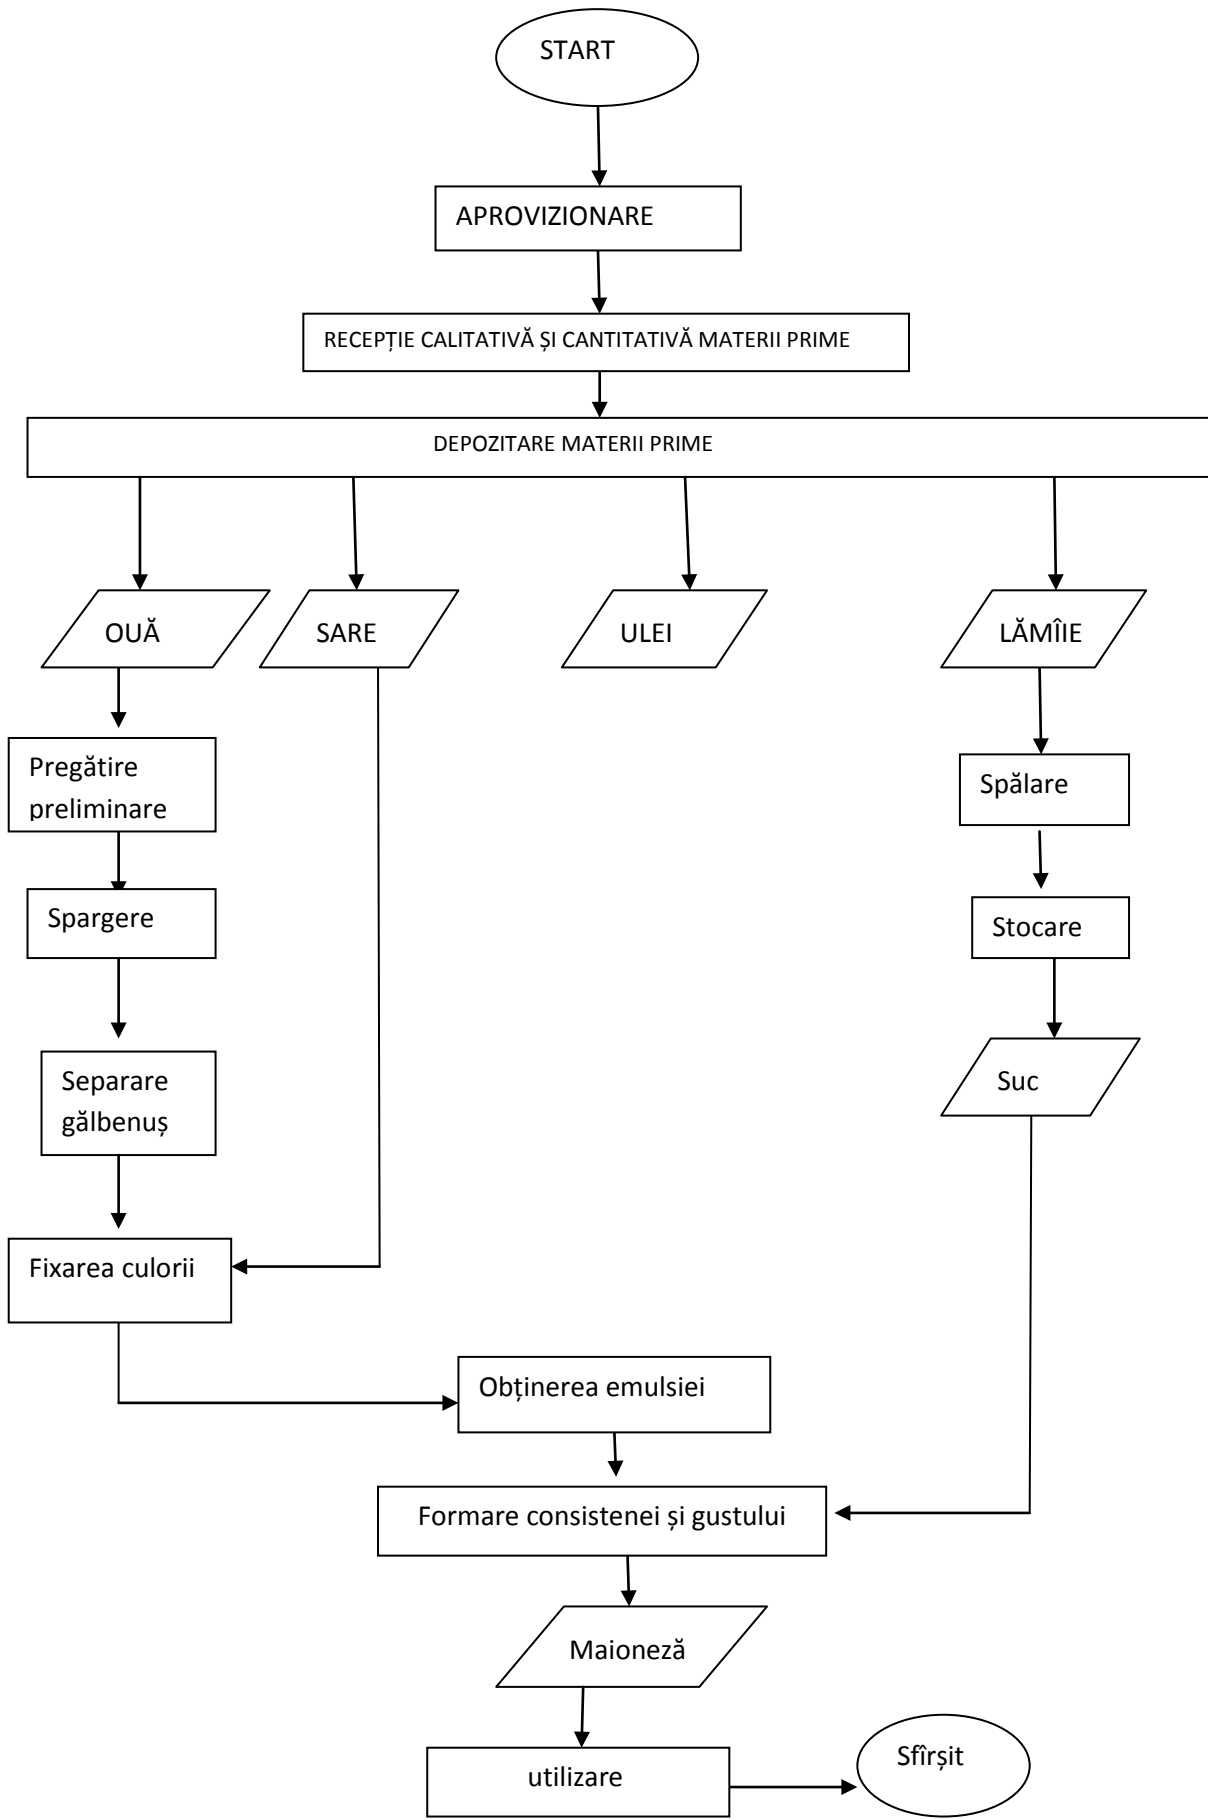 START
APROVIZIONARE
RECEPȚIE CALITATIVĂ ȘI CANTITATIVĂ MATERII PRIME
DEPOZITARE MATERII PRIME
OUĂ
SARE
ULEI
LĂMÎIE
Pregătire
preliminare
Spălare
Spargere
Stocare
Separare
gălbenuș
Suc
Fixarea culorii
Obținerea emulsiei
Formare consistenei și gustului
Maioneză
utilizare
Sfîrșit